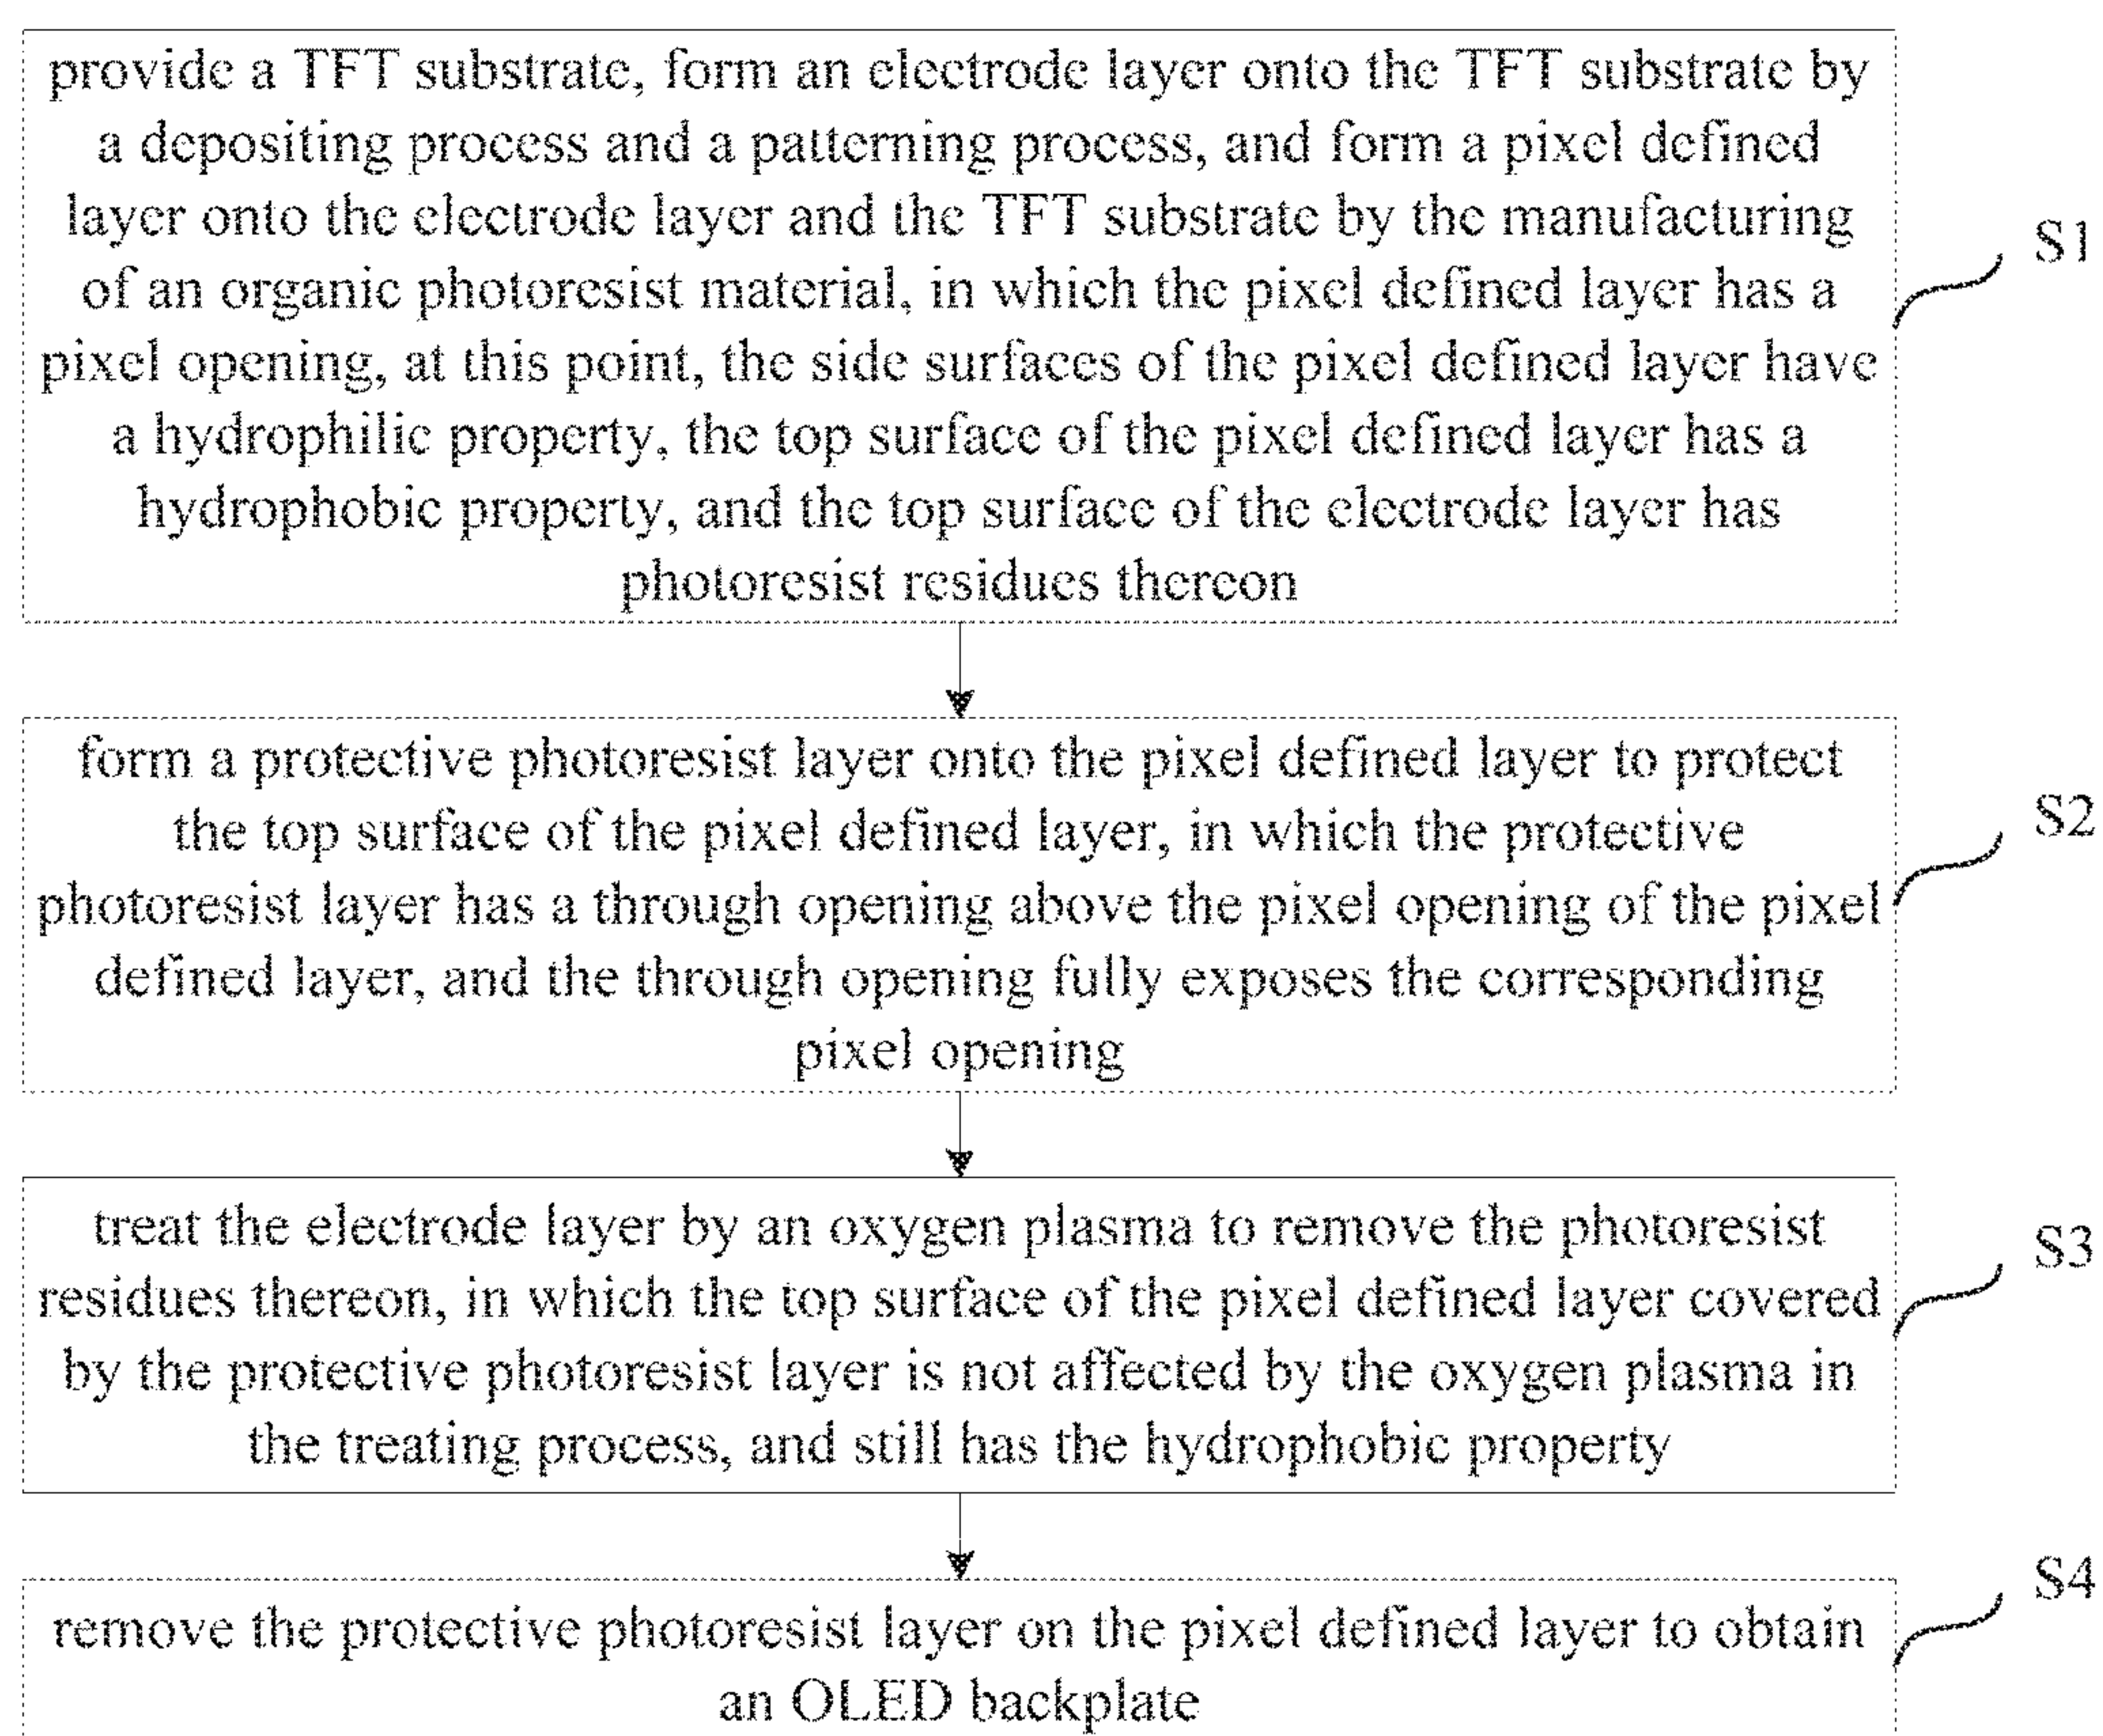 provide a TFT substrate, form an electrode layer onto the TFT substrate by
a depositing process and a patterning process, and form a pixel defined
layer onto the electrode layer and the TFT substrate by the manufacturing
of an organic photoresist material, in which the pixel defined layer has a
pixel opening, at this point, the side surfaces of the pixel defined layer have
a hydrophilic property, the top surface of the pixel defined layer has a
hydrophobic property, and the top surface of the electrode layer has
photoresist residues thereon
S1
form a protective photoresist layer onto the pixel defined layer to protect
the top surface of the pixel defined layer, in which the protective
photoresist layer has a through opening above the pixel opening of the pixel
defined layer, and the through opening fully exposes the corresponding
pixel opening
S2
treat the electrode layer by an oxygen plasma to remove the photoresist
residues thereon, in which the top surface of the pixel defined layer covered
by the protective photoresist layer is not affected by the oxygen plasma in
the treating process, and still has the hydrophobic property
S3
remove the protective photoresist layer on the pixel defined layer to obtain
an OLED backplate
S4